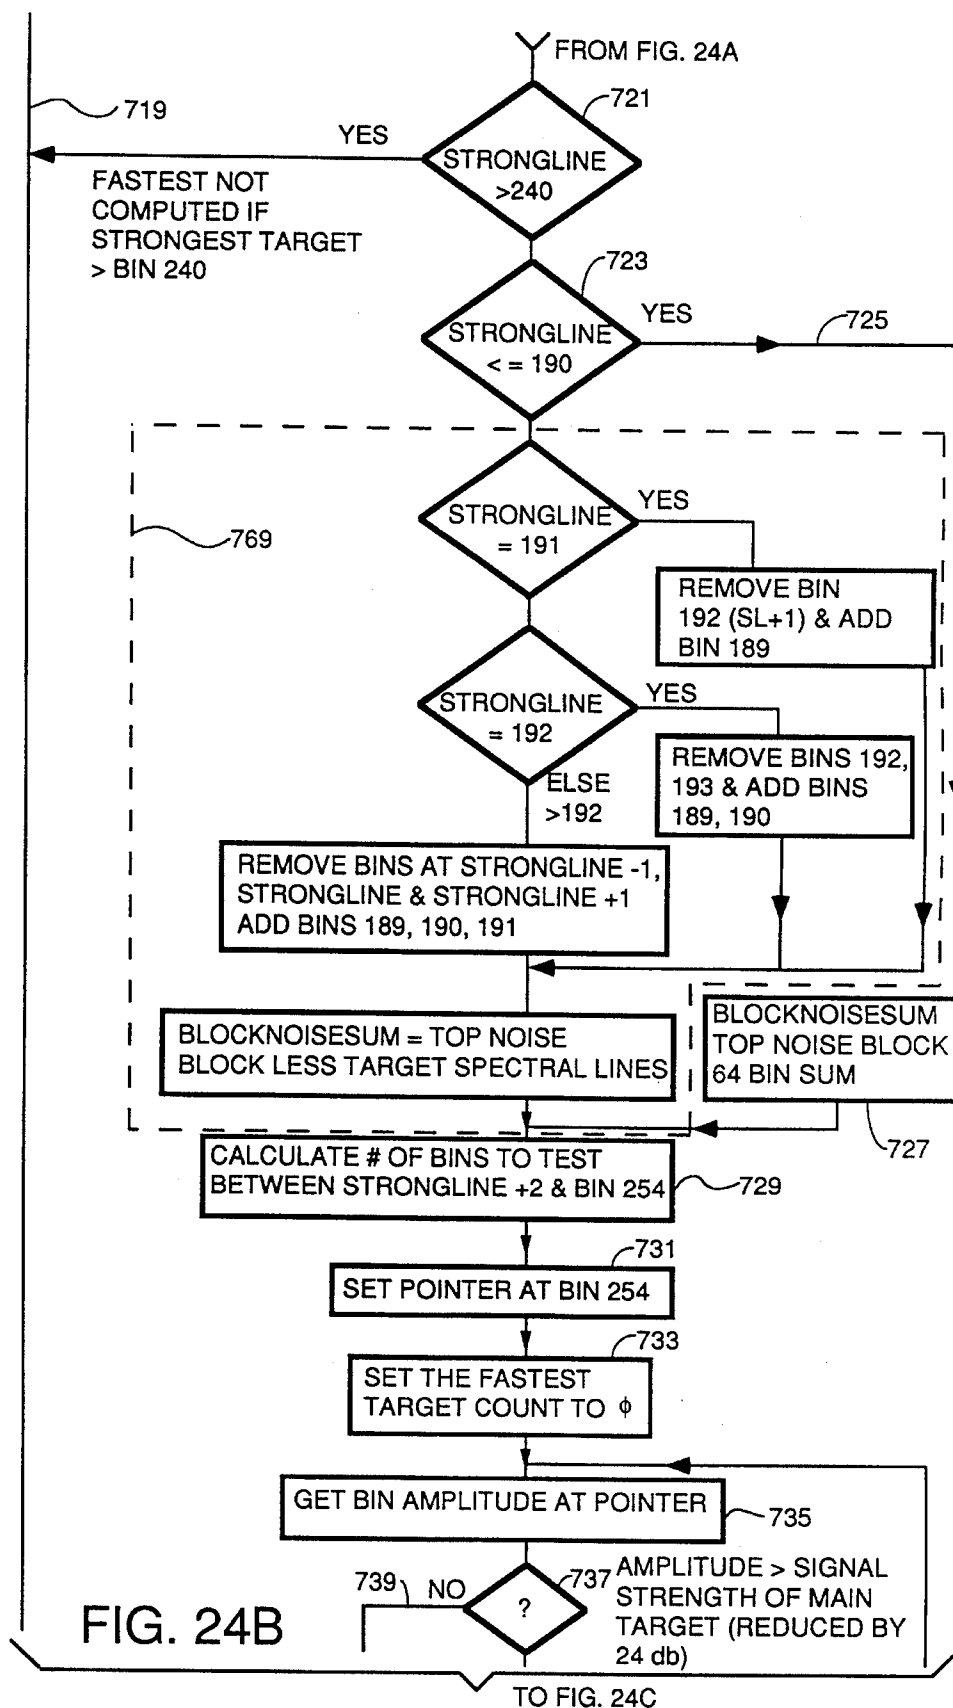 FROM FIG. 24A
719
721
YES
STRONGLINE
>240
FASTEST NOT
COMPUTED IF
STRONGEST TARGET
> BIN 240
723
STRONGLINE
< = 190
YES
725
769
STRONGLINE
= 191
YES
REMOVE BIN
192 (SL+1) & ADD
BIN 189
STRONGLINE
= 192
YES
REMOVE BINS 192,
193 & ADD BINS
189, 190
ELSE
>192
REMOVE BINS AT STRONGLINE -1,
STRONGLINE & STRONGLINE +1
ADD BINS 189, 190, 191
BLOCKNOISESUM = TOP NOISE
BLOCK LESS TARGET SPECTRAL LINES
BLOCKNOISESUM
TOP NOISE BLOCK
64 BIN SUM
727
CALCULATE # OF BINS TO TEST
BETWEEN STRONGLINE +2 & BIN 254
729
731
SET POINTER AT BIN 254
733
SET THE FASTEST
TARGET COUNT TO ϕ
GET BIN AMPLITUDE AT POINTER
735
739
NO
?
737
AMPLITUDE > SIGNAL
STRENGTH OF MAIN
TARGET (REDUCED BY
24 db)
FIG. 24B
TO FIG. 24C